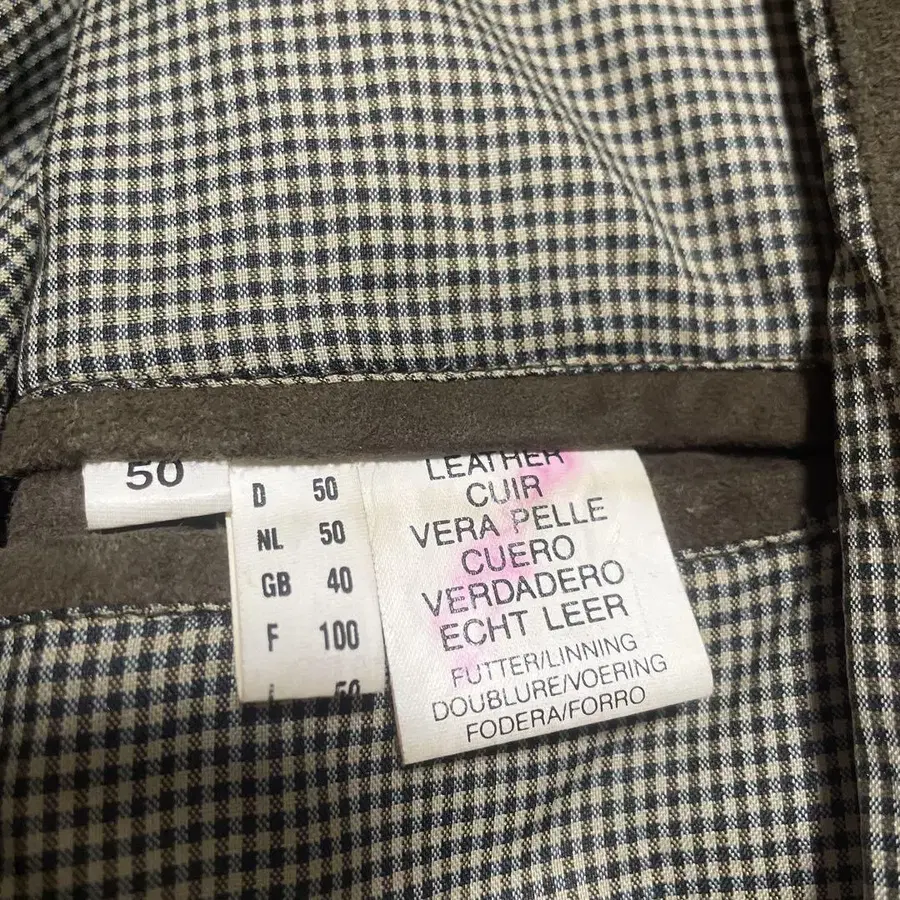 50
D 50
NL 50
GB 40
F 100
I 50
LEATHER
CUIR
VERA PELLE
CUERO
VERDADERO
ECHT LEER
FUTTER/LINNING
DOUBLURE/VOERING
FODERA/FORRO